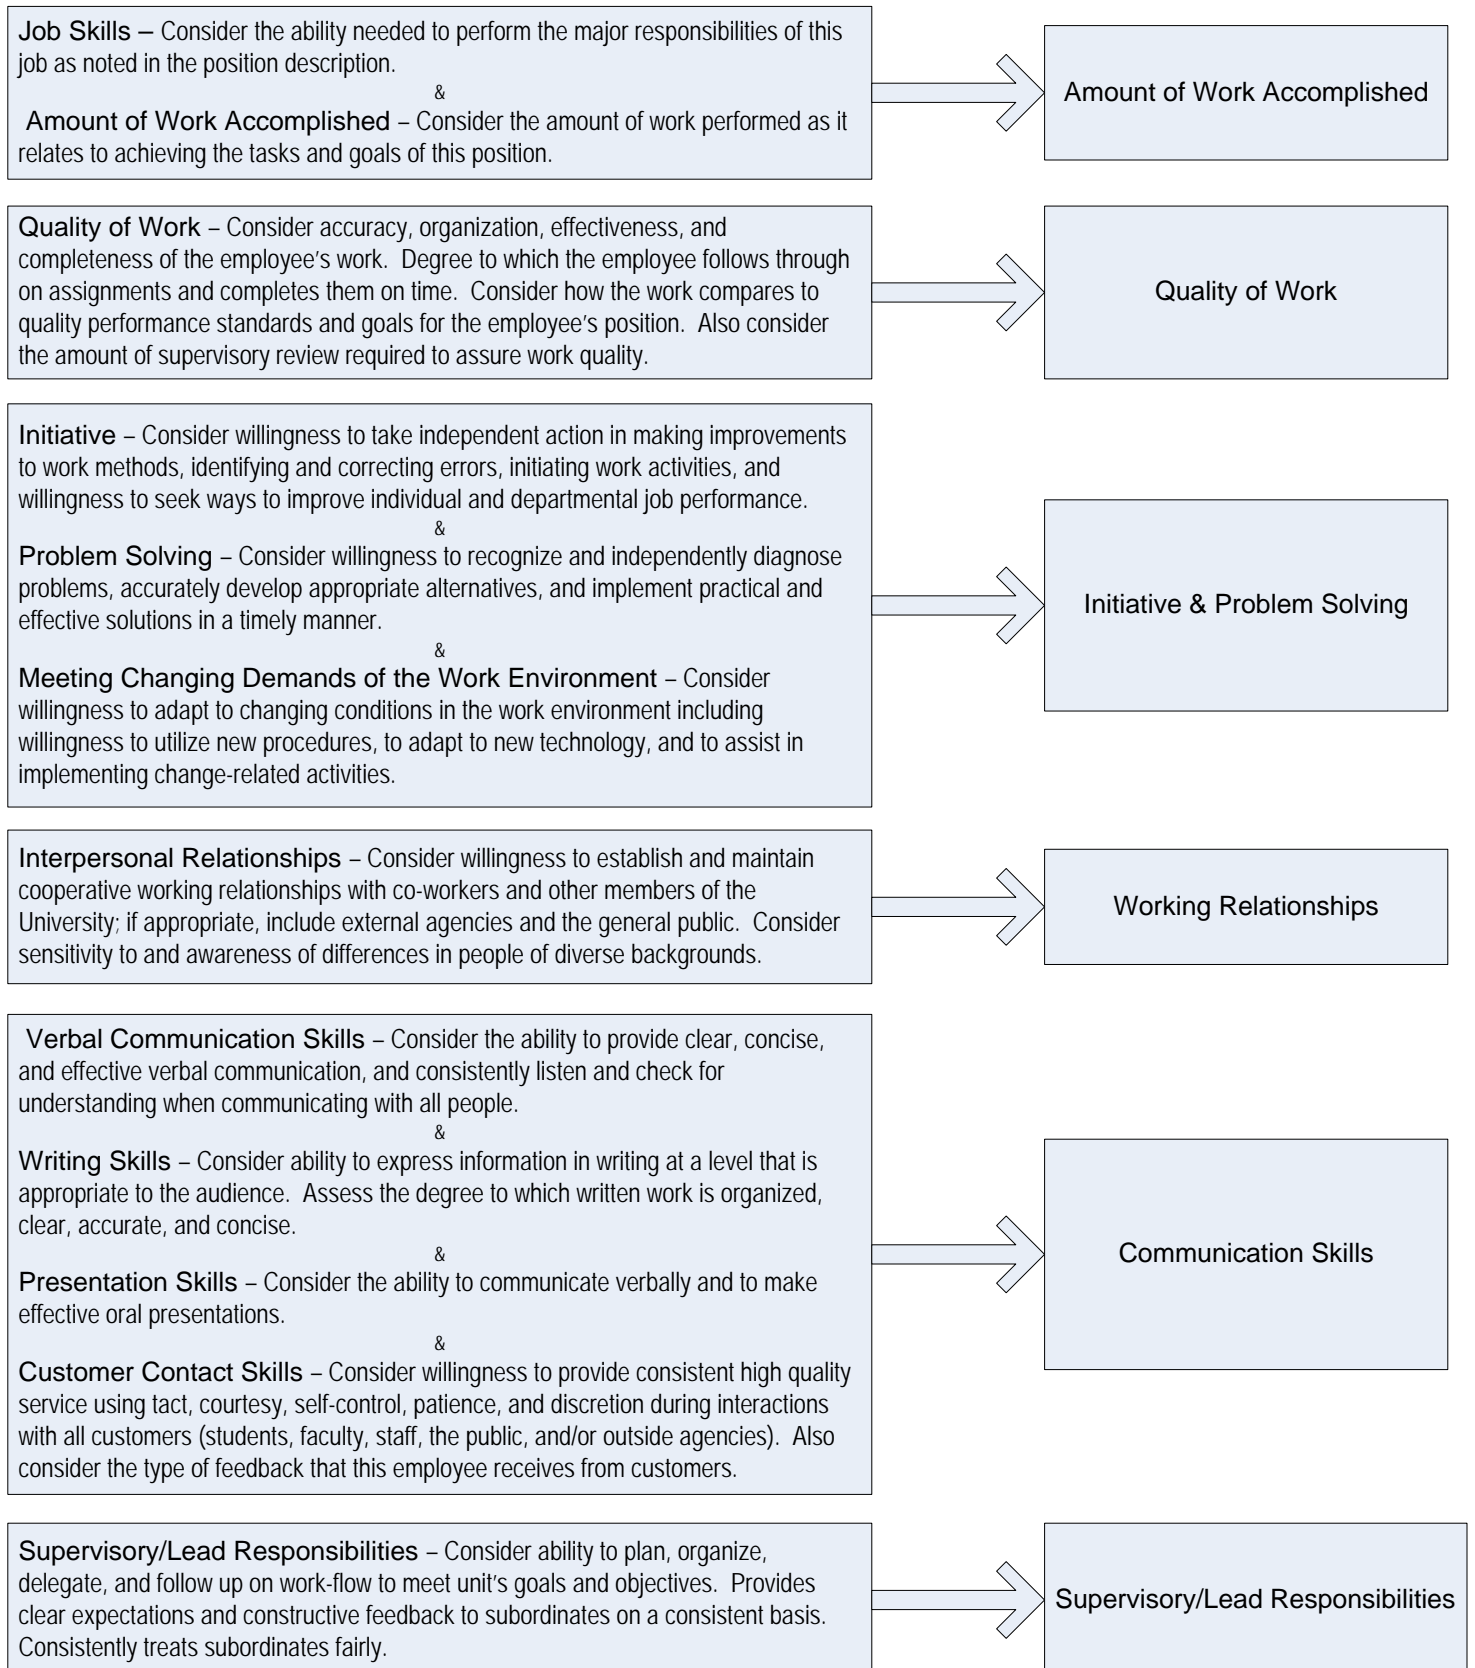 Job Skills – Consider the ability needed to perform the major responsibilities of this
job as noted in the position description.
&
Amount of Work Accomplished – Consider the amount of work performed as it
relates to achieving the tasks and goals of this position.
Amount of Work Accomplished
Quality of Work – Consider accuracy, organization, effectiveness, and
completeness of the employee's work. Degree to which the employee follows through
on assignments and completes them on time. Consider how the work compares to
quality performance standards and goals for the employee's position. Also consider
the amount of supervisory review required to assure work quality.
Quality of Work
Initiative – Consider willingness to take independent action in making improvements
to work methods, identifying and correcting errors, initiating work activities, and
willingness to seek ways to improve individual and departmental job performance.
&
Problem Solving – Consider willingness to recognize and independently diagnose
problems, accurately develop appropriate alternatives, and implement practical and
effective solutions in a timely manner.
&
Meeting Changing Demands of the Work Environment – Consider
willingness to adapt to changing conditions in the work environment including
willingness to utilize new procedures, to adapt to new technology, and to assist in
implementing change-related activities.
Initiative & Problem Solving
Interpersonal Relationships – Consider willingness to establish and maintain
cooperative working relationships with co-workers and other members of the
University; if appropriate, include external agencies and the general public. Consider
sensitivity to and awareness of differences in people of diverse backgrounds.
Working Relationships
Verbal Communication Skills – Consider the ability to provide clear, concise,
and effective verbal communication, and consistently listen and check for
understanding when communicating with all people.
&
Writing Skills – Consider ability to express information in writing at a level that is
appropriate to the audience. Assess the degree to which written work is organized,
clear, accurate, and concise.
&
Presentation Skills – Consider the ability to communicate verbally and to make
effective oral presentations.
&
Customer Contact Skills – Consider willingness to provide consistent high quality
service using tact, courtesy, self-control, patience, and discretion during interactions
with all customers (students, faculty, staff, the public, and/or outside agencies). Also
consider the type of feedback that this employee receives from customers.
Communication Skills
Supervisory/Lead Responsibilities – Consider ability to plan, organize,
delegate, and follow up on work-flow to meet unit's goals and objectives. Provides
clear expectations and constructive feedback to subordinates on a consistent basis.
Consistently treats subordinates fairly.
Supervisory/Lead Responsibilities